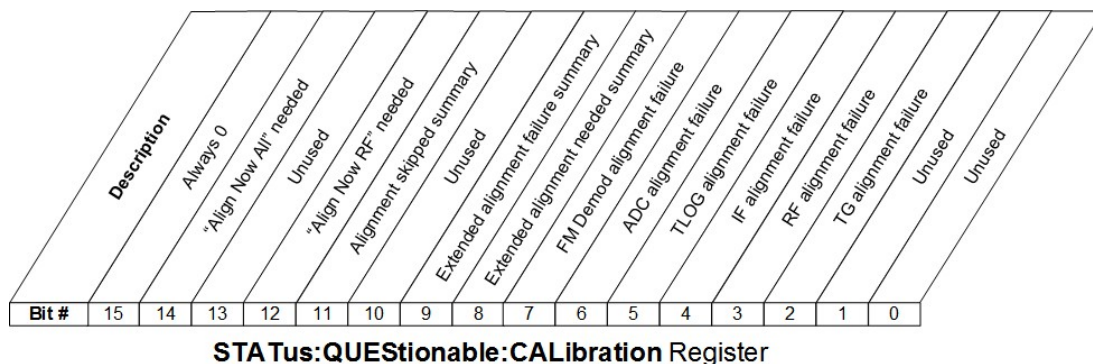 Description
Always 0
“Align Now All” needed
Unused
“Align Now RF” needed
Alignment skipped summary
Unused
Extended alignment failure summary
Extended alignment needed summary
FM Demod alignment failure
ADC alignment failure
TLOG alignment failure
IF alignment failure
RF alignment failure
TG alignment failure
Unused
Unused
Bit # 15 14 13 12 11 10 9 8 7 6 5 4 3 2 1 0
STATus:QUEStionable:CALibration Register